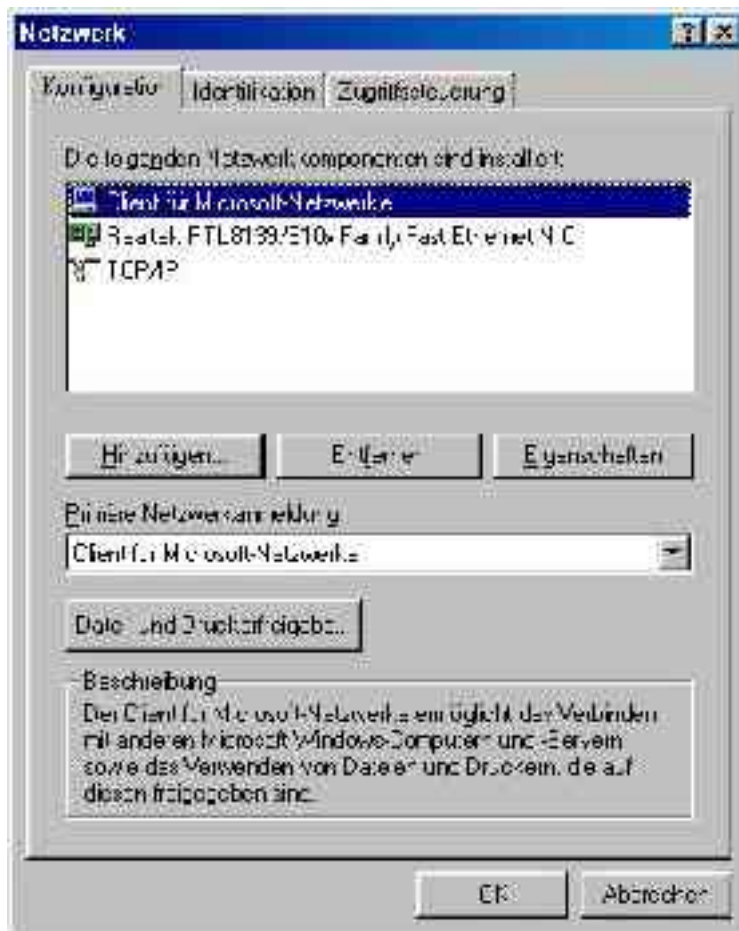 Netzwerk
Konfiguration Identifikation Zugriffssteuerung
Die folgenden Netzwerkkomponenten sind installiert:
Client für Microsoft-Netzwerke
Realtek RTL8139/810x Family Fast Ethernet NIC
TCP/IP
Hinzufügen... Entfernen Eigenschaften
Primäre Netzwerkanmeldung:
Client für Microsoft-Netzwerke
Datei- und Druckerfreigabe...
Beschreibung
Der Client für Microsoft-Netzwerke ermöglicht das Verbinden
mit anderen Microsoft Windows-Computern und -Servern
sowie das Verwenden von Dateien und Druckern, die auf
diesen freigegeben sind.
OK Abbrechen